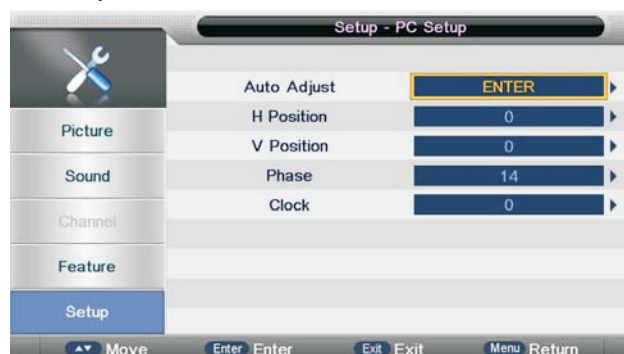 Setup - PC Setup
Auto Adjust ENTER
H Position 0
V Position 0
Phase 14
Clock 0
Picture
Sound
Channel
Feature
Setup
Move Enter Enter Exit Exit Menu Return